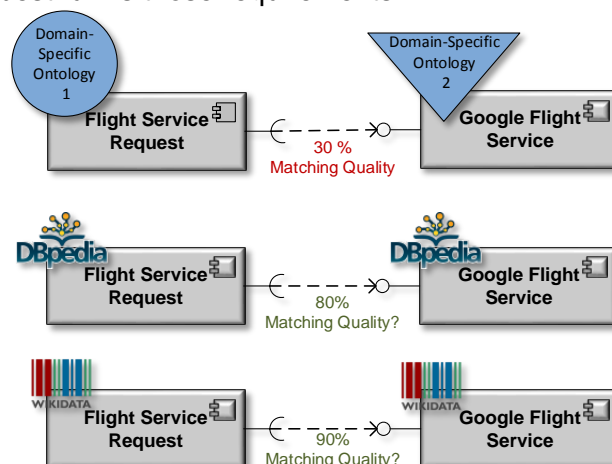 Domain-
Specific
Ontology
1
Domain-Specific
Ontology
2
Flight Service
Request
30 %
Matching Quality
Google Flight
Service
DBpedia
DBpedia
Flight Service
Request
80%
Matching Quality?
Google Flight
Service
WIKIDATA
WIKIDATA
Flight Service
Request
90%
Matching Quality?
Google Flight
Service